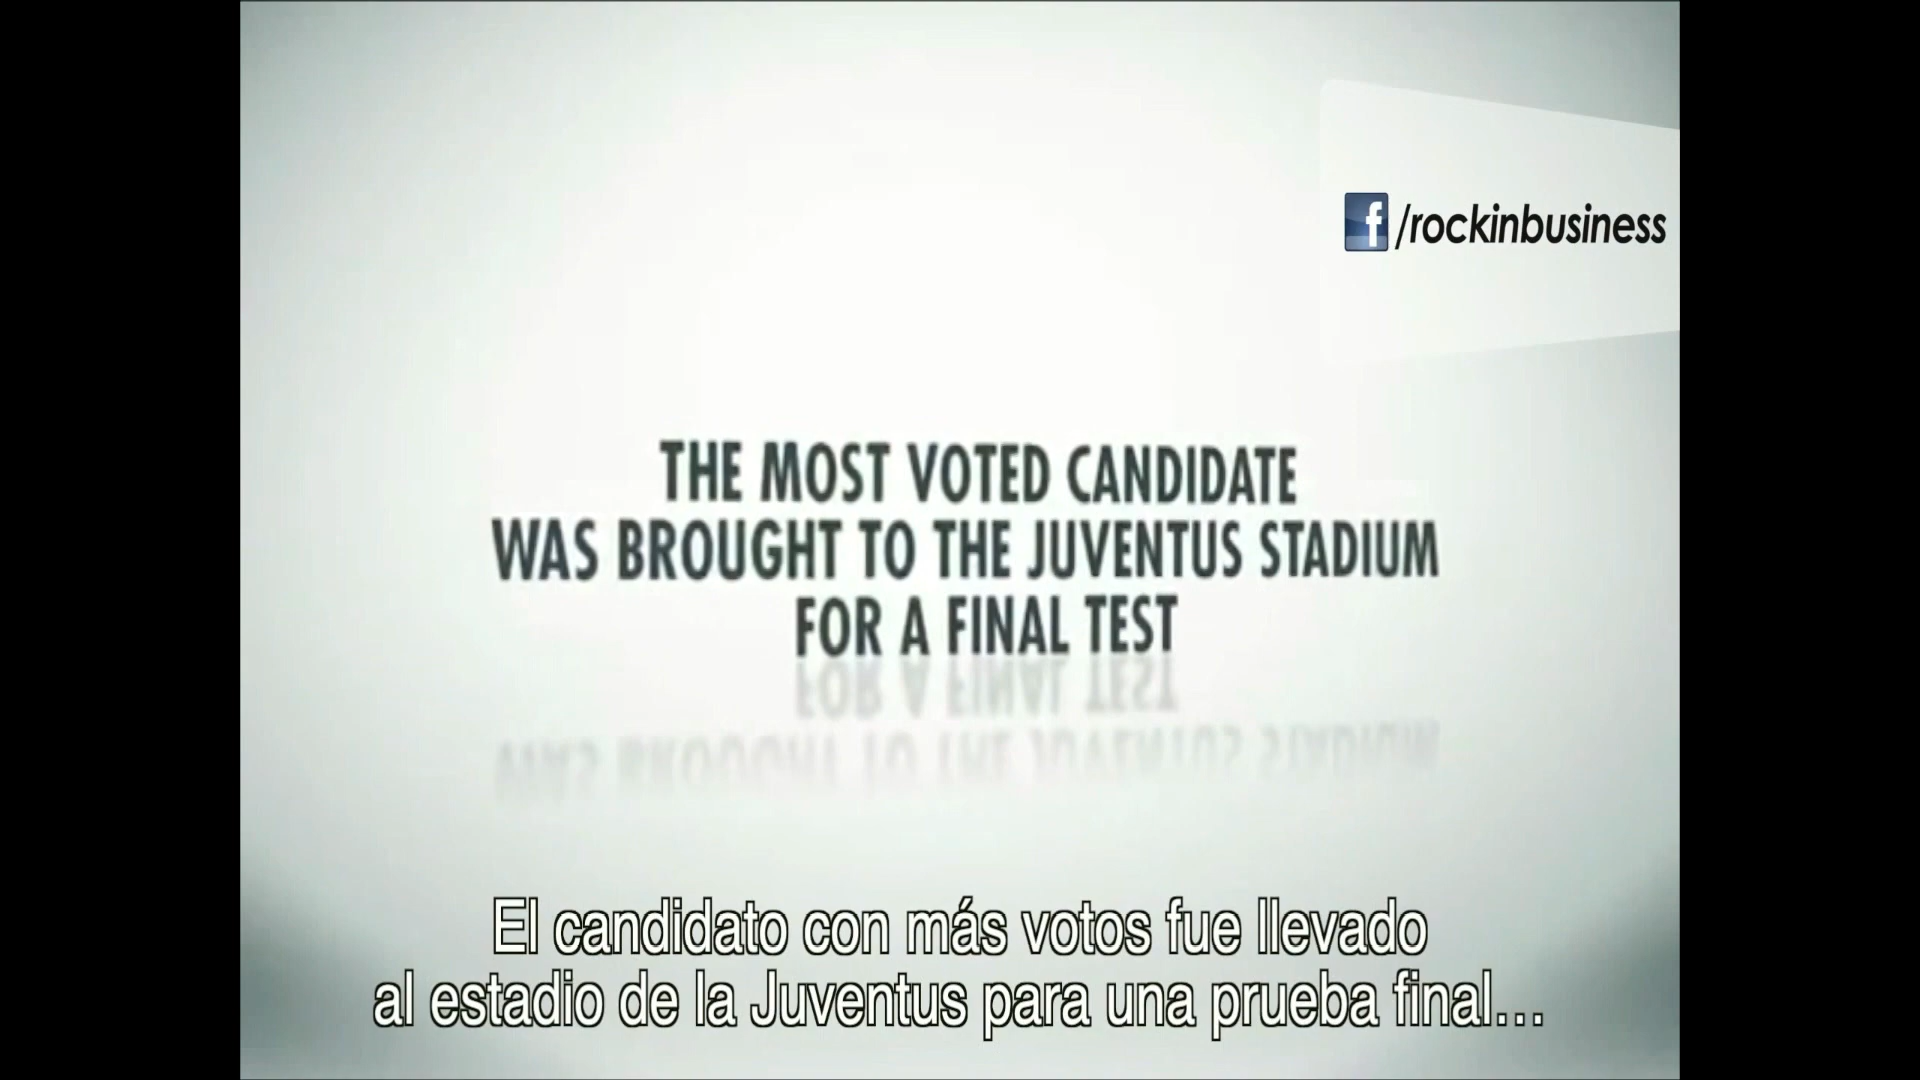 f/rockinbusiness
THE MOST VOTED CANDIDATE
WAS BROUGHT TO THE JUVENTUS STADIUM
FOR A FINAL TEST
El candidato con más votos fue llevado
al estadio de la Juventus para una prueba final...